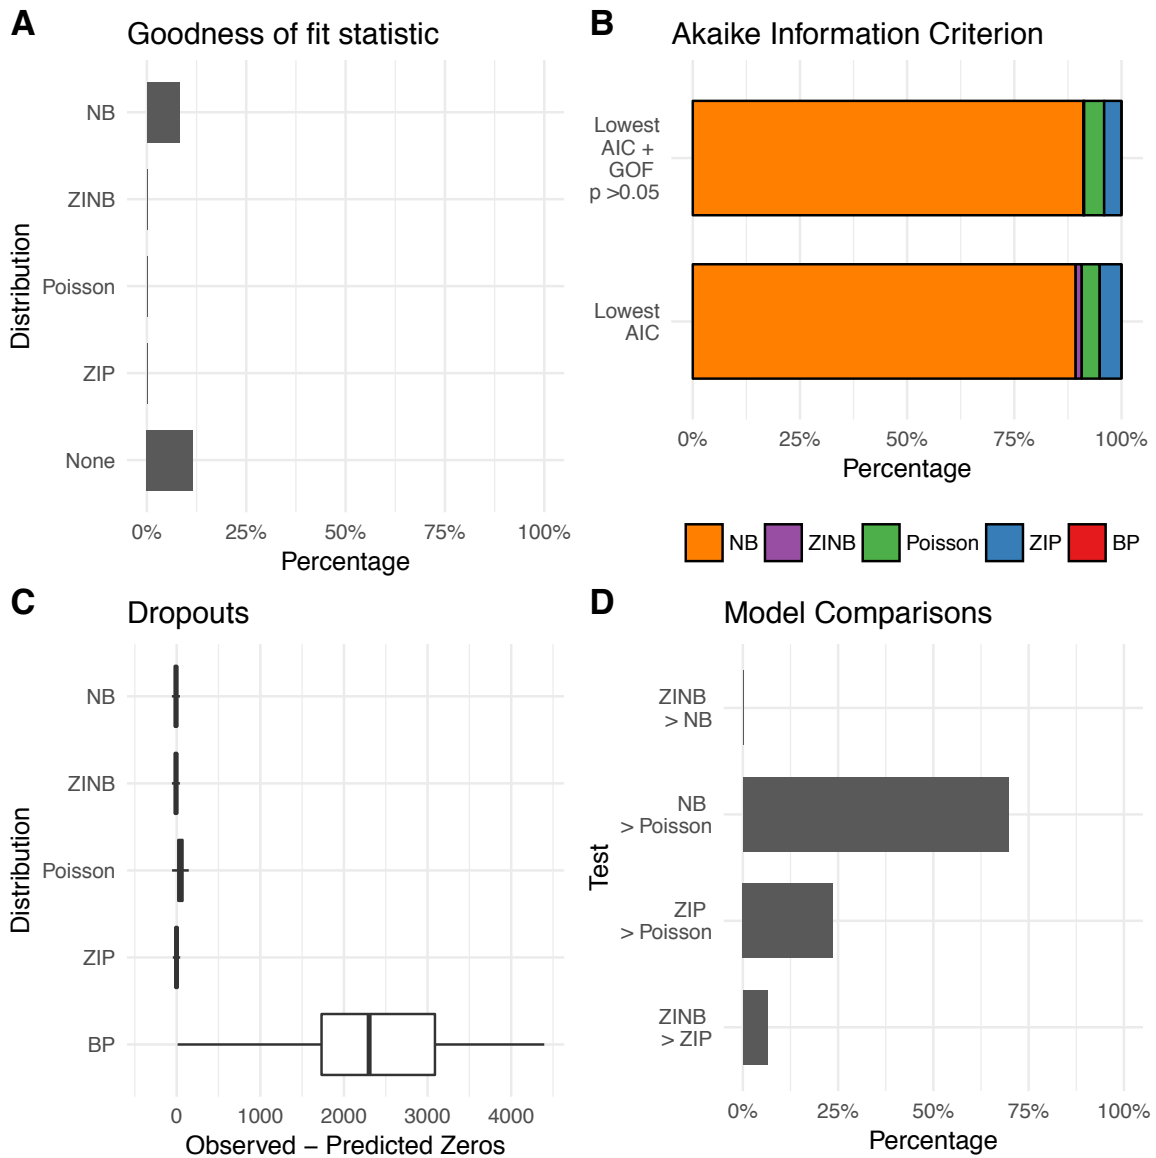 A
Goodness of fit statistic
Distribution
NB
ZINB
Poisson
ZIP
None
0%
25%
50%
75%
100%
Percentage
B
Akaike Information Criterion
Lowest
AIC +
GOF
p >0.05
Lowest
AIC
0%
25%
50%
75%
100%
Percentage
NB
ZINB
Poisson
ZIP
BP
C
Dropouts
Distribution
NB
ZINB
Poisson
ZIP
BP
0
1000
2000
3000
4000
Observed − Predicted Zeros
D
Model Comparisons
Test
ZINB
> NB
NB
> Poisson
ZIP
> Poisson
ZINB
> ZIP
0%
25%
50%
75%
100%
Percentage